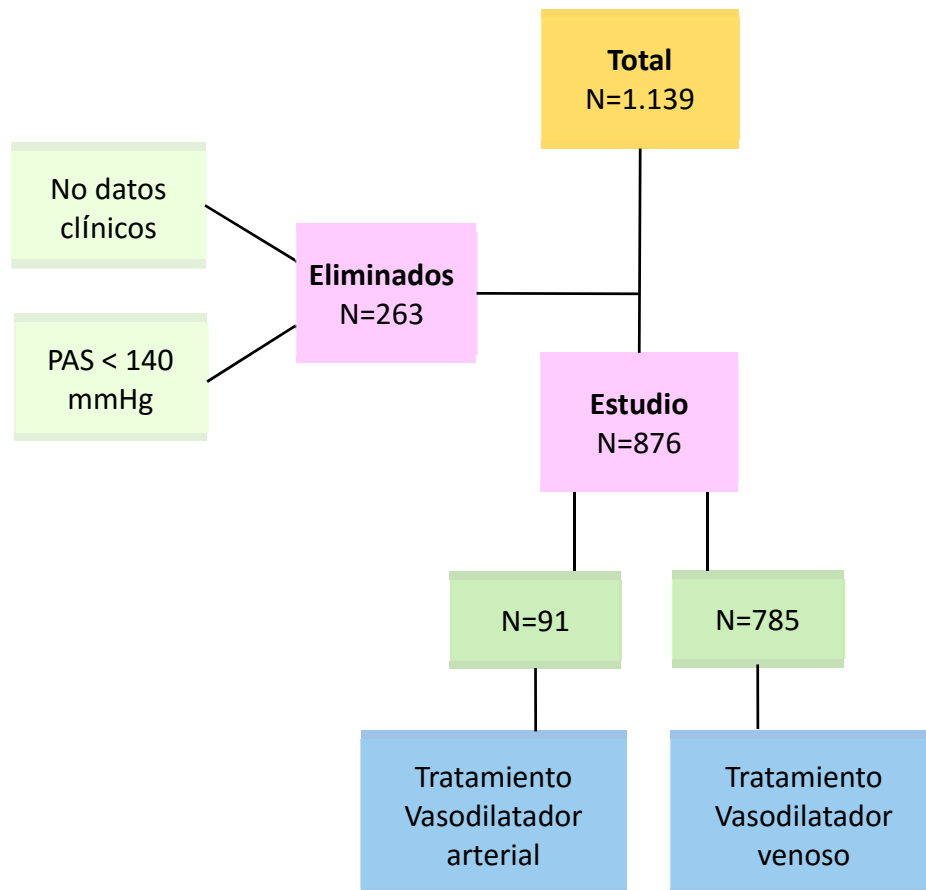 Total
N=1.139
No datos
clínicos
Eliminados
N=263
PAS < 140
mmHg
Estudio
N=876
N=91
N=785
Tratamiento
Vasodilatador
arterial
Tratamiento
Vasodilatador
venoso